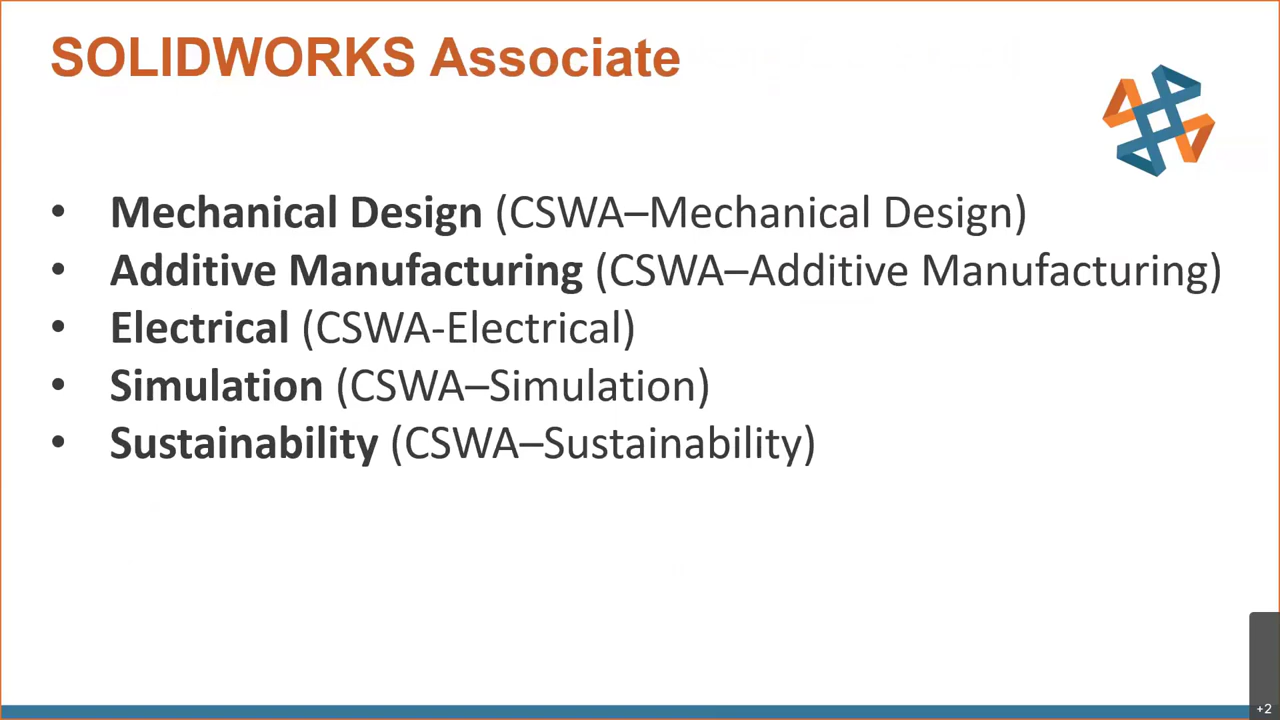 SOLIDWORKS Associate
• Mechanical Design (CSWA–Mechanical Design)
• Additive Manufacturing (CSWA–Additive Manufacturing)
• Electrical (CSWA-Electrical)
• Simulation (CSWA–Simulation)
• Sustainability (CSWA–Sustainability)
+2